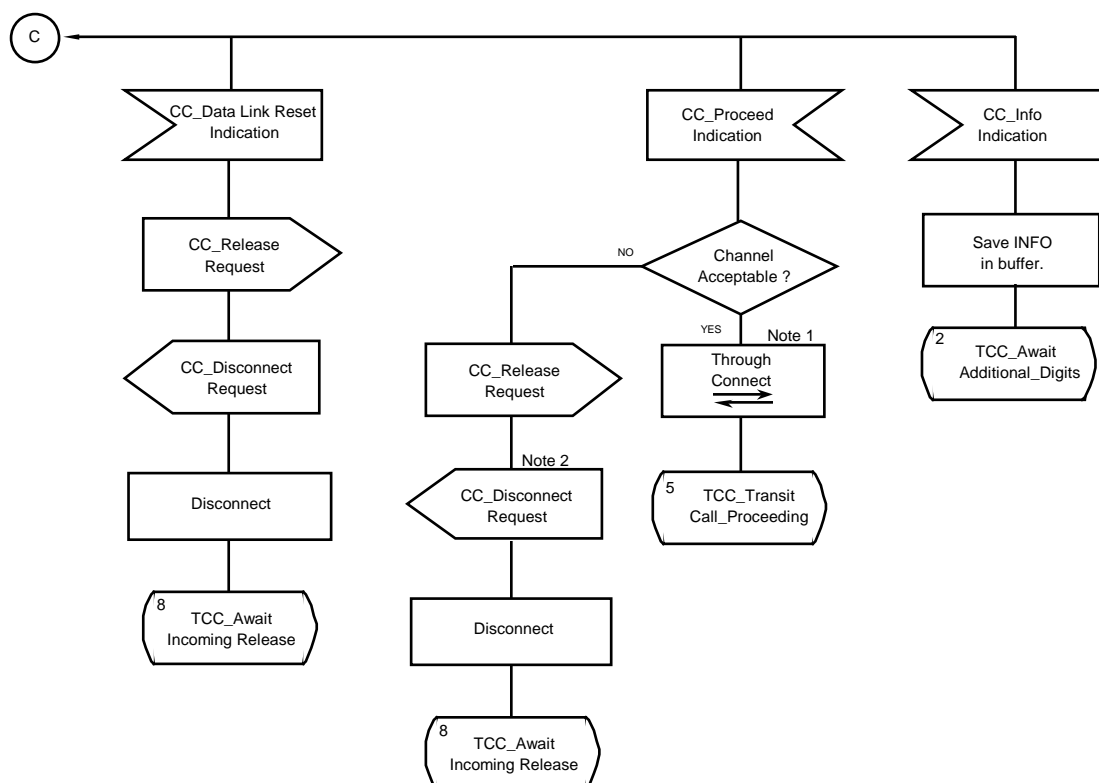 C
CC_Data Link Reset
Indication
CC_Proceed
Indication
CC_Info
Indication
CC_Release
Request
NO
Channel
Acceptable ?
Save INFO
in buffer.
YES
Note 1
CC_Disconnect
Request
CC_Release
Request
Through
Connect
2
TCC_Await
Additional_Digits
Note 2
Disconnect
CC_Disconnect
Request
5
TCC_Transit
Call_Proceeding
8
TCC_Await
Incoming Release
Disconnect
8
TCC_Await
Incoming Release